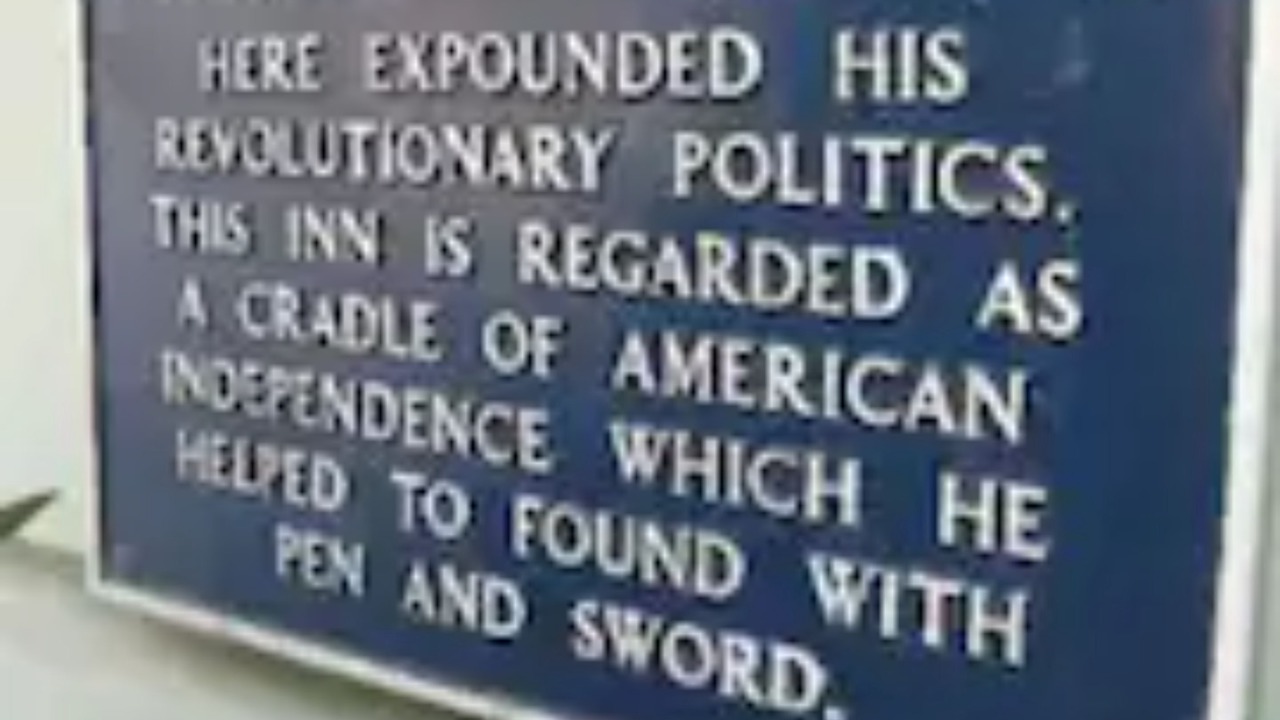 HERE EXPOUNDED HIS
REVOLUTIONARY POLITICS.
THIS INN IS REGARDED AS
A CRADLE OF AMERICAN
INDEPENDENCE WHICH HE
HELPED TO FOUND WITH
PEN AND SWORD.